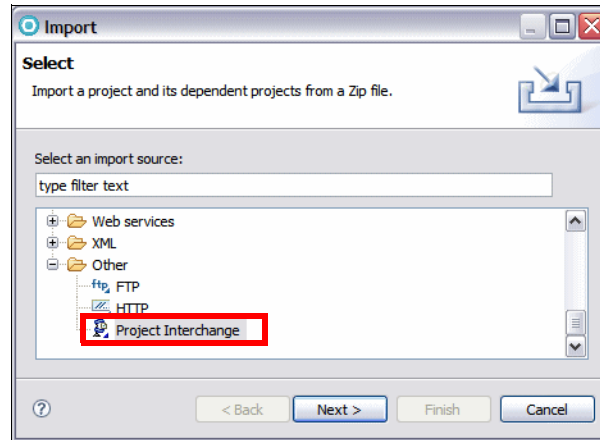 Import
Select
Import a project and its dependent projects from a Zip file.
Select an import source:
type filter text
Web services
XML
Other
ftp FTP
HTTP
Project Interchange
? < Back Next > Finish Cancel